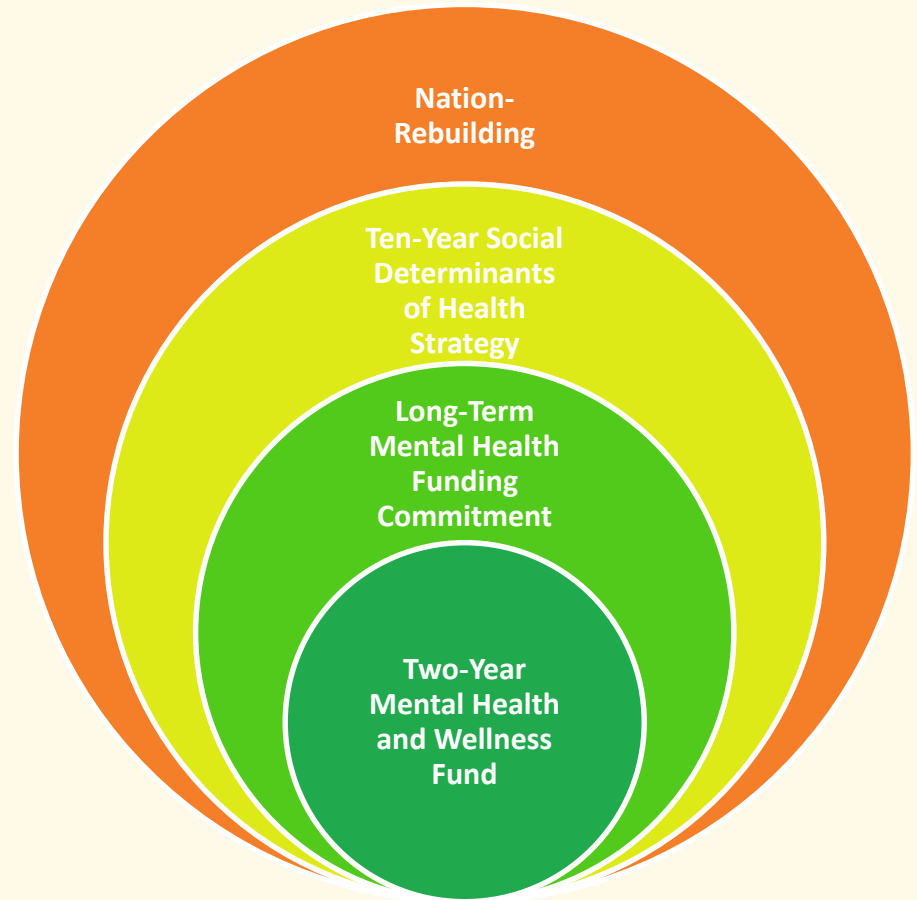 Nation-
Rebuilding
Ten-Year Social
Determinants
of Health
Strategy
Long-Term
Mental Health
Funding
Commitment
Two-Year
Mental Health
and Wellness
Fund